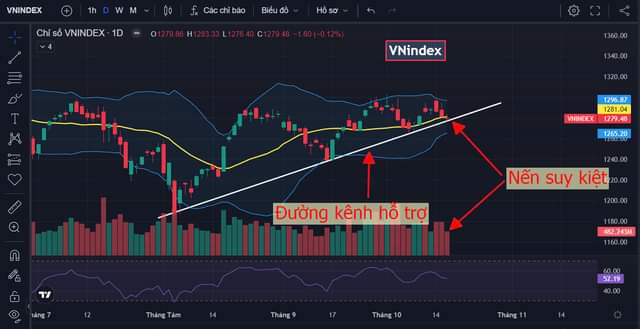 VNINDEX
1h D W M
Các chỉ báo
Biểu đồ
Hồ sơ
Chỉ số VNINDEX · 1D
O1279.86 H1283.33 L1276.40 C1279.48 −1.60 (−0.12%)
4
VNindex
1360.00
1340.00
1320.00
1296.87
1281.04
VNINDEX 1279.48
1265.20
1240.00
1220.00
1200.00
1180.00
1160.00
1140.00
Nến suy kiệt
Đường kênh hỗ trợ
482.243M
60.00
52.19
40.00
Tháng 7 12 Tháng Tám 14 Tháng 9 13 Tháng 10 14 Tháng 11 14